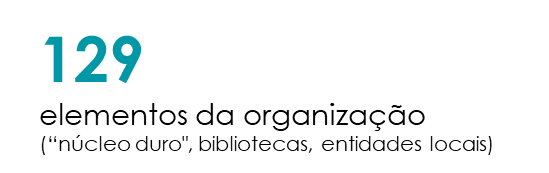 129
elementos da organização
(“núcleo duro", bibliotecas, entidades locais)